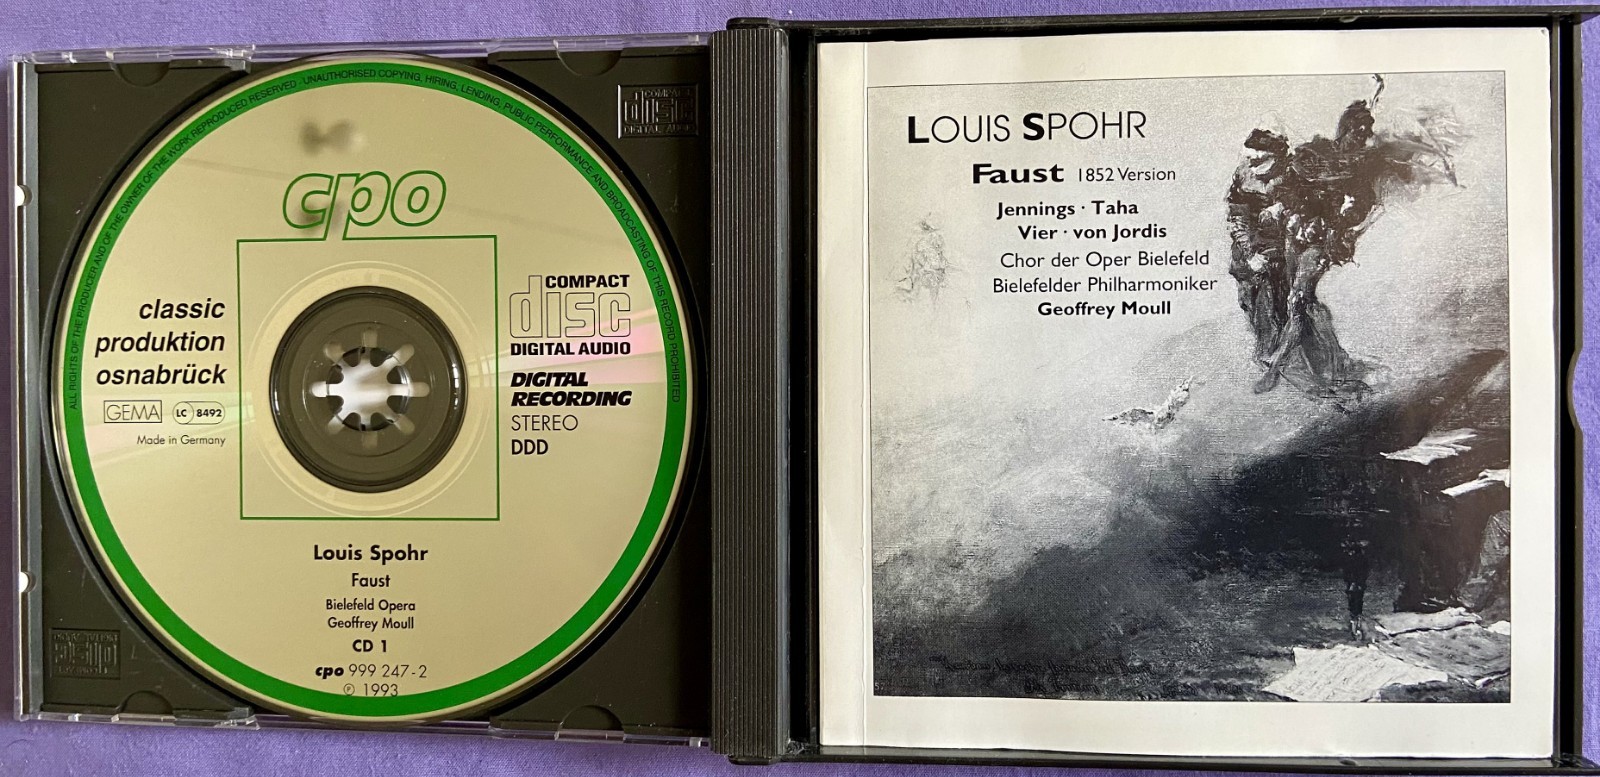 ALL RIGHTS OF THE PRODUCER AND OF THE OWNER OF THE WORK REPRODUCED RESERVED · UNAUTHORISED COPYING, HIRING, LENDING, PUBLIC PERFORMANCE AND BROADCASTING OF THIS RECORD PROHIBITED
cpo
classic
produktion
osnabrück
GEMA LC 8492
Made in Germany
COMPACT
disc
DIGITAL AUDIO
DIGITAL
RECORDING
STEREO
DDD
Louis Spohr
Faust
Bielefeld Opera
Geoffrey Moull
CD 1
cpo 999 247-2
℗ 1993
COMPACT
disc
DIGITAL AUDIO
LOUIS SPOHR
Faust 1852 Version
Jennings · Taha
Vier · von Jordis
Chor der Oper Bielefeld
Bielefelder Philharmoniker
Geoffrey Moull